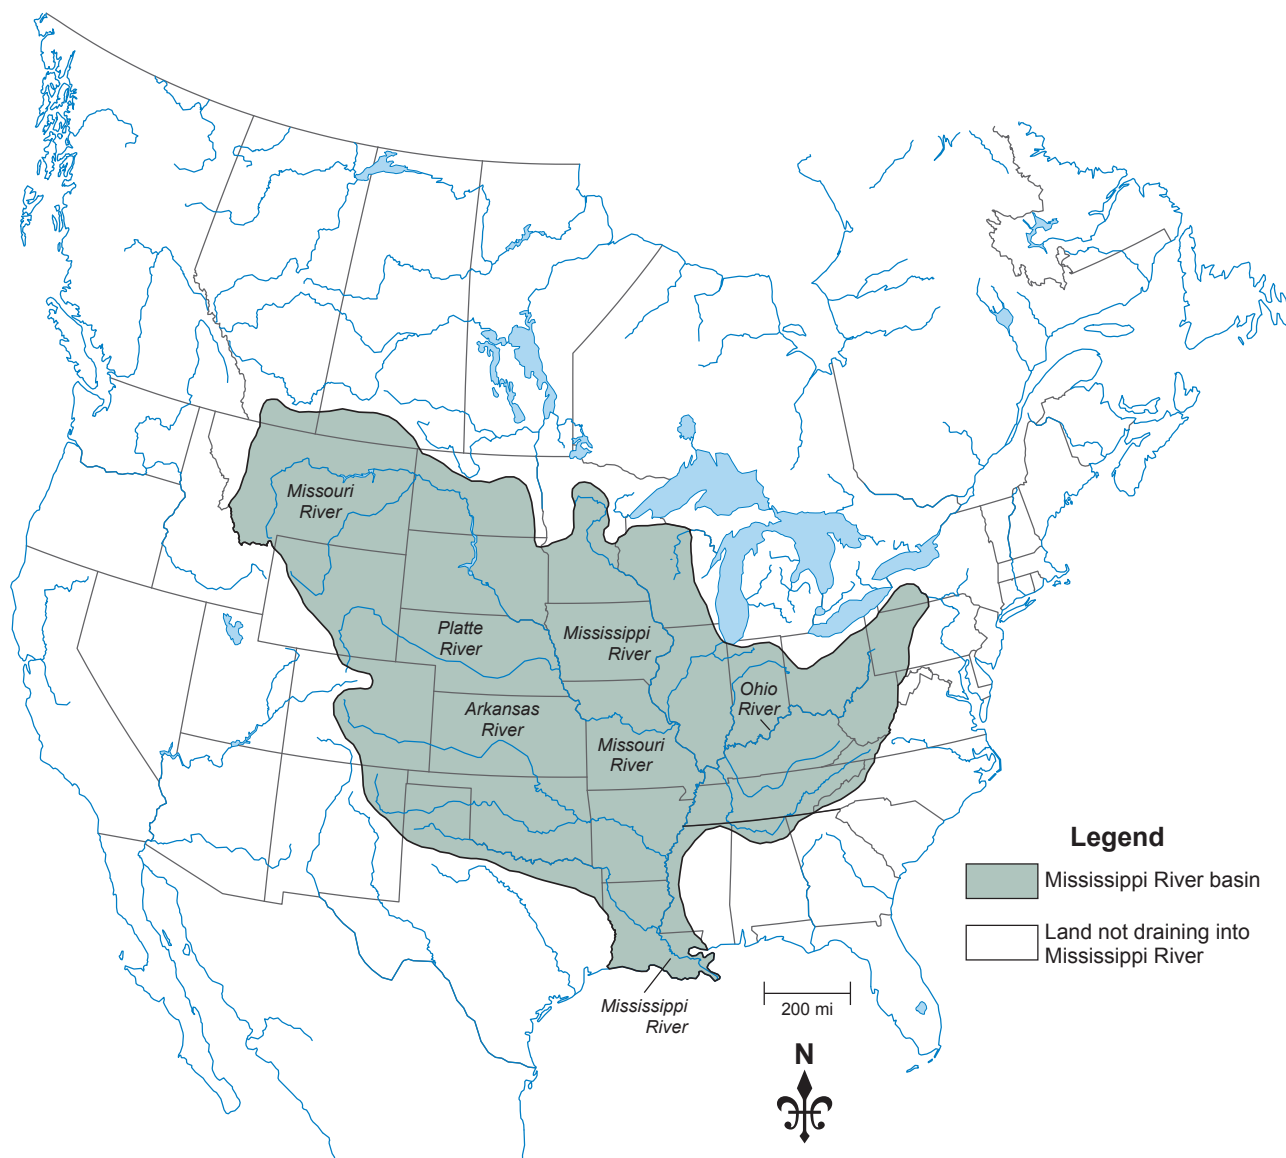 Missouri
River
Platte
River
Mississippi
River
Ohio
River
Arkansas
River
Missouri
River
Mississippi
River
Legend
Mississippi River basin
Land not draining into
Mississippi River
200 mi
N